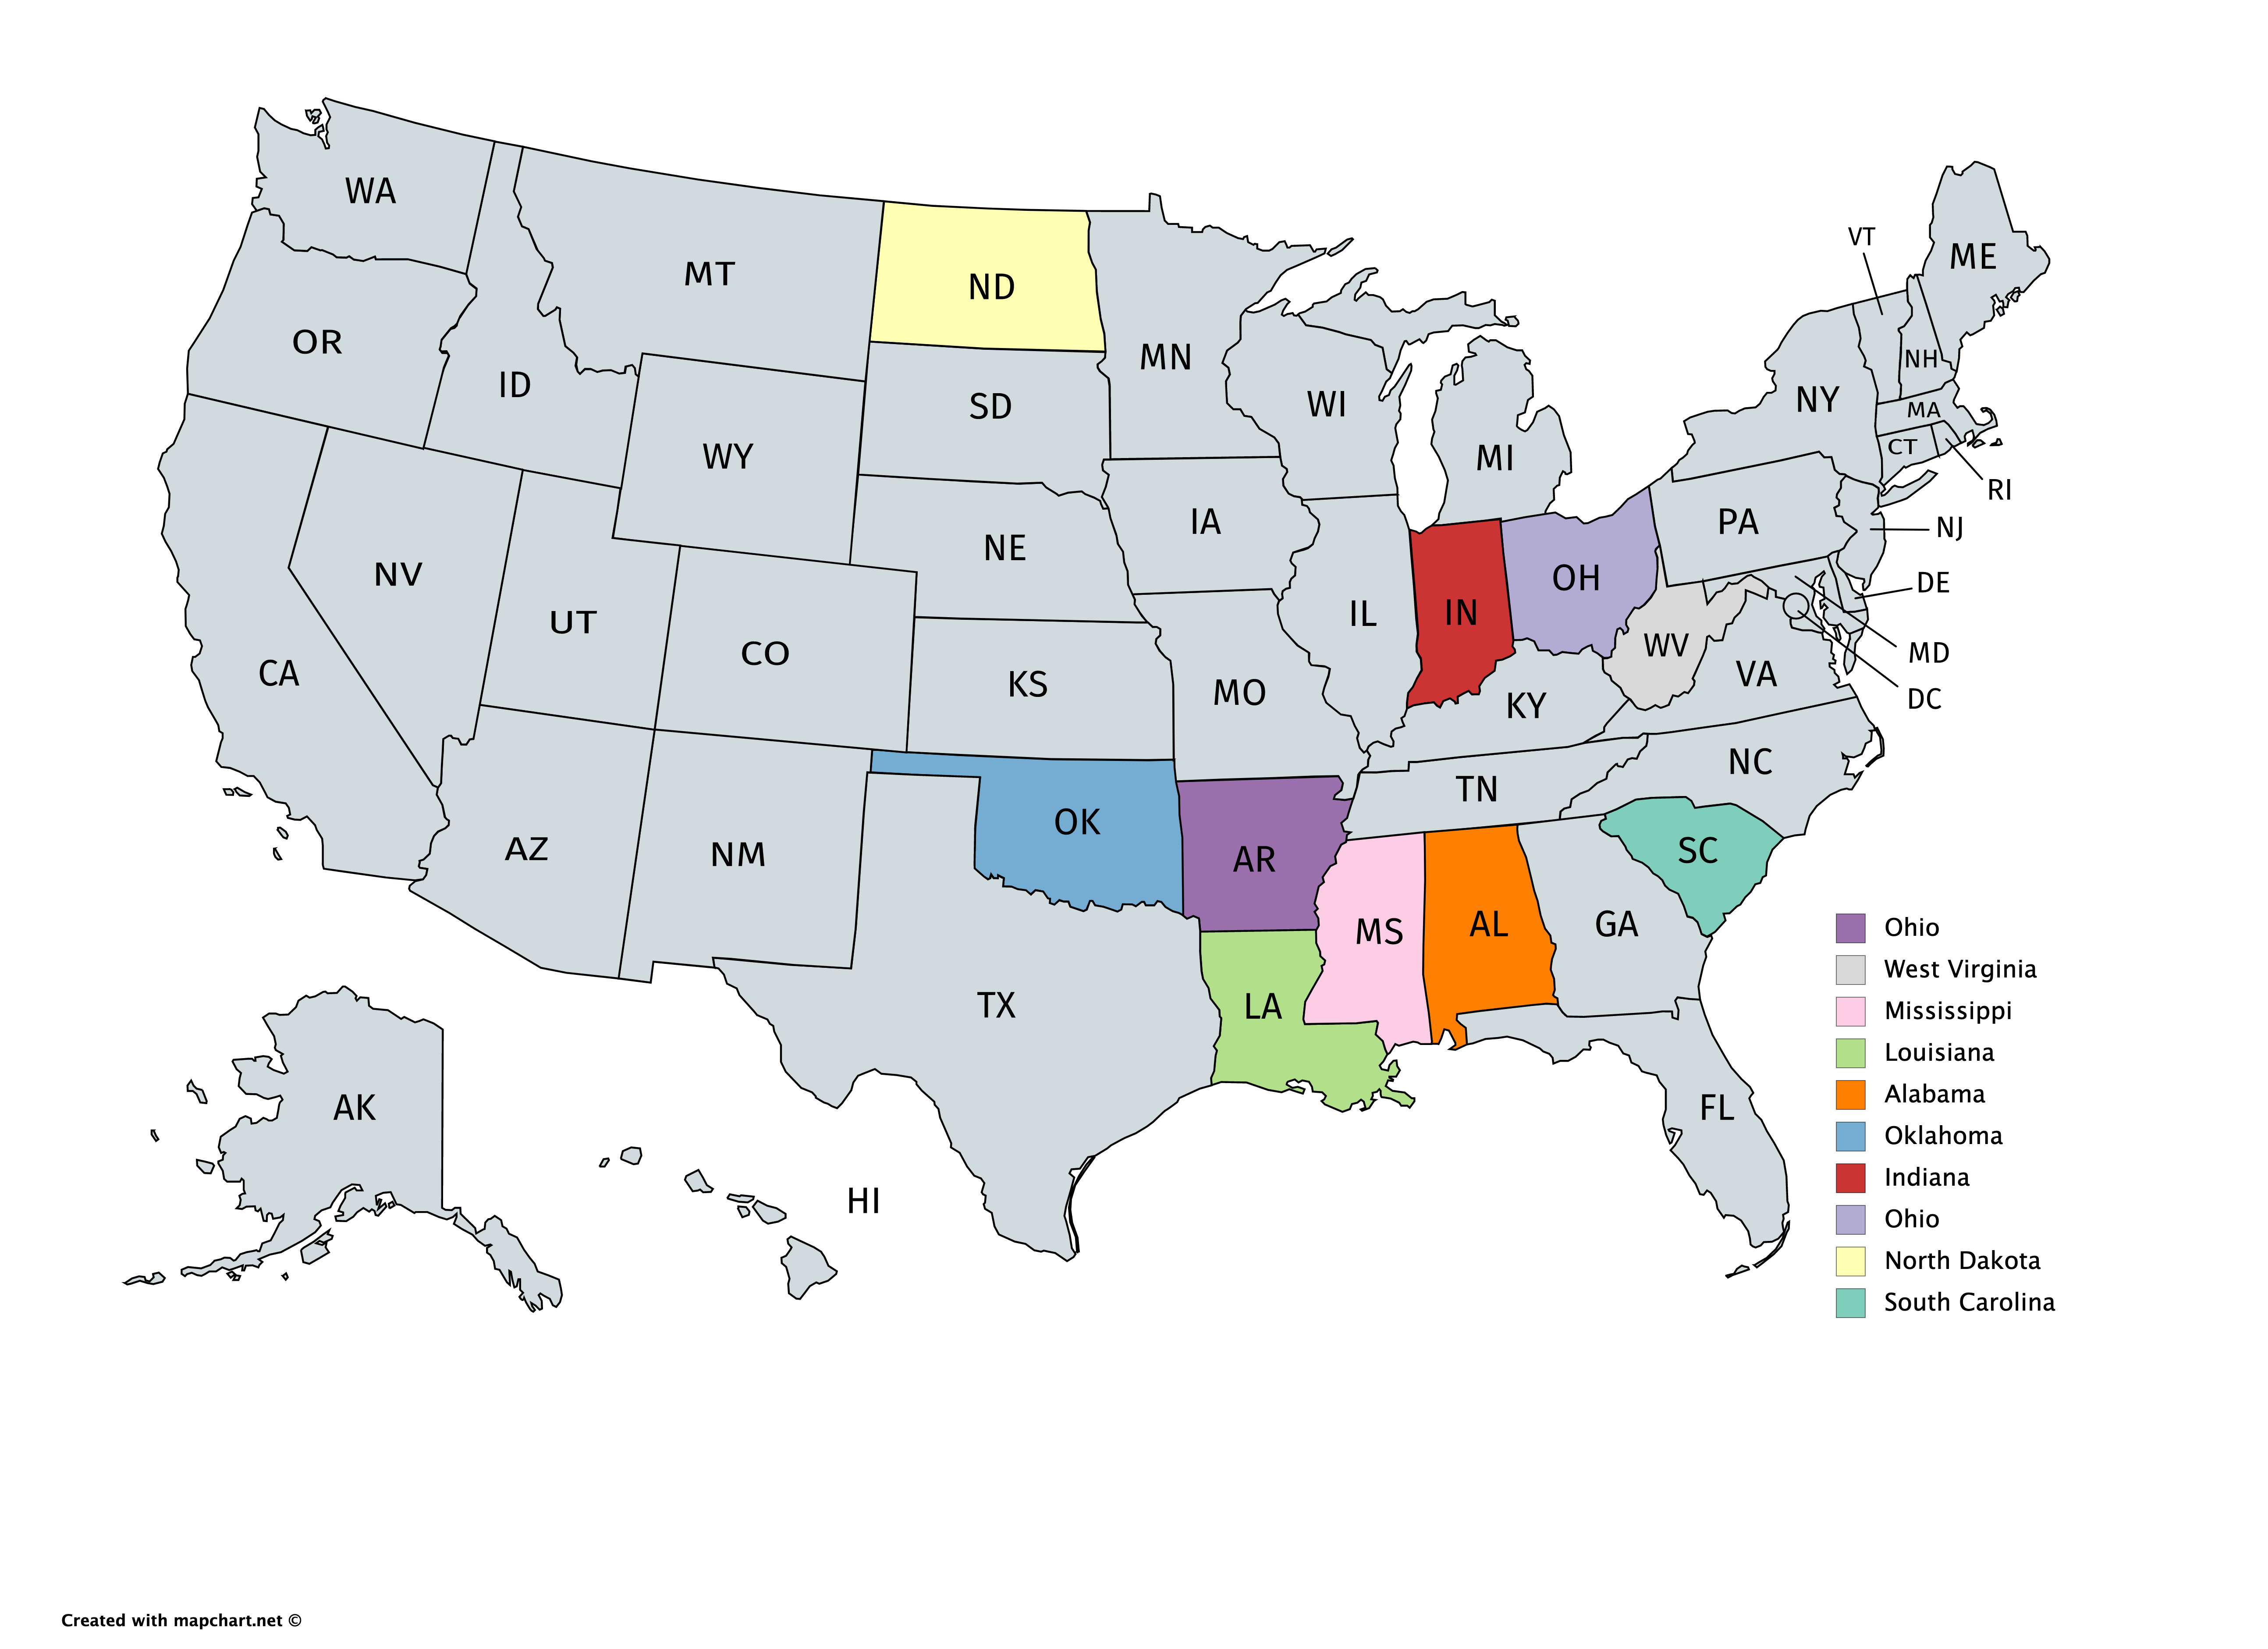 WA
MT
ND
VT
ME
OR
ID
MN
NH
SD
WI
NY
MA
WY
MI
CT
RI
IA
PA
NJ
NE
NV
OH
DE
IL
IN
UT
CO
WV
MD
CA
KS
MO
KY
VA
DC
NC
TN
OK
AZ
NM
AR
SC
MS
AL
GA
Ohio
West Virginia
TX
LA
Mississippi
Louisiana
AK
FL
Alabama
Oklahoma
HI
Indiana
Ohio
North Dakota
South Carolina
Created with mapchart.net ©